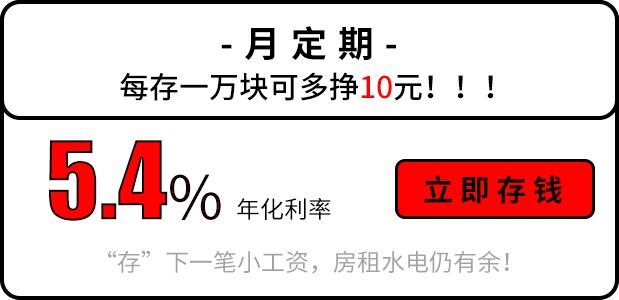 -月定期-
每存一万块可多挣10元！！！
5.4% 年化利率
立即存钱
“存”下一笔小工资，房租水电仍有余！